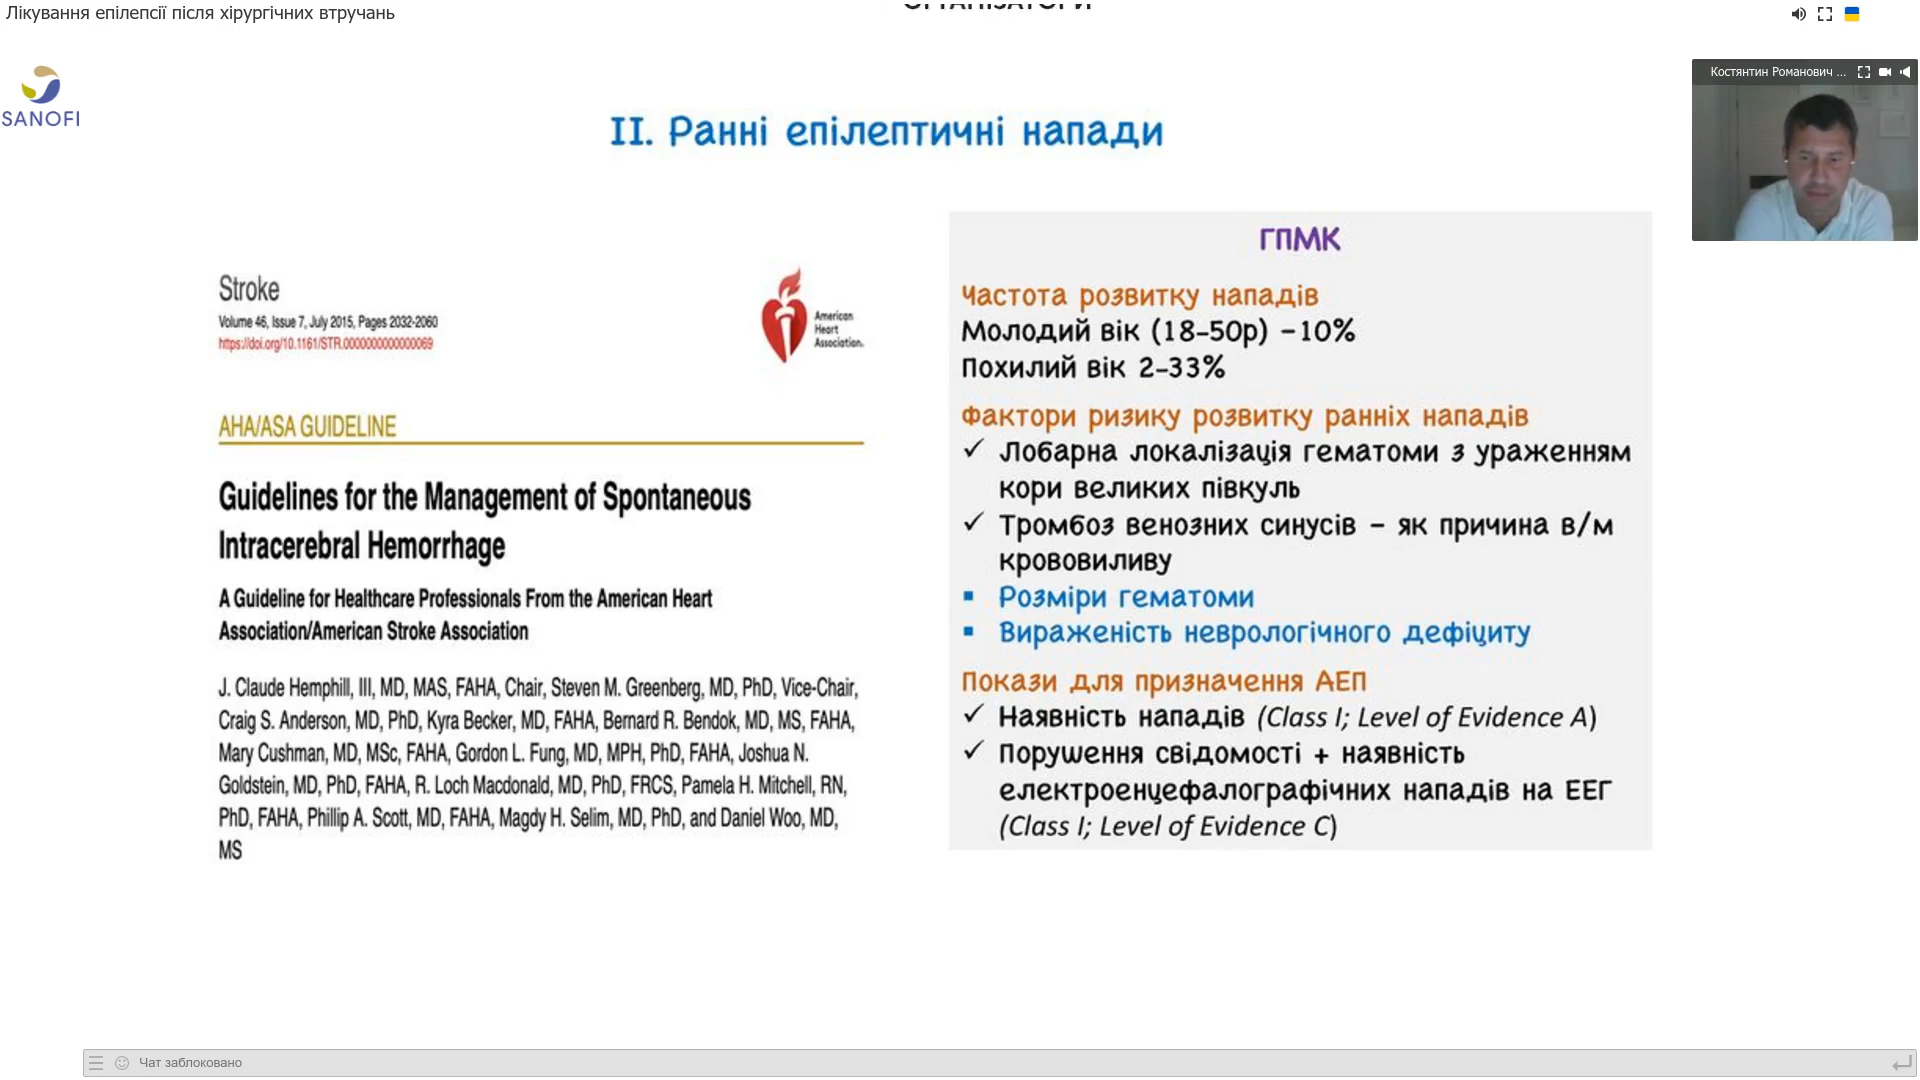 Лікування епілепсії після хірургічних втручань
ОРГАНІЗАТОРИ
SANOFI
Костянтин Романович ...
II. Ранні епілептичні напади
Stroke
Volume 46, Issue 7, July 2015, Pages 2032-2060
https://doi.org/10.1161/STR.0000000000000069
American
Heart
Association.
AHA/ASA GUIDELINE
Guidelines for the Management of Spontaneous
Intracerebral Hemorrhage
A Guideline for Healthcare Professionals From the American Heart
Association/American Stroke Association
J. Claude Hemphill, III, MD, MAS, FAHA, Chair, Steven M. Greenberg, MD, PhD, Vice-Chair,
Craig S. Anderson, MD, PhD, Kyra Becker, MD, FAHA, Bernard R. Bendok, MD, MS, FAHA,
Mary Cushman, MD, MSc, FAHA, Gordon L. Fung, MD, MPH, PhD, FAHA, Joshua N.
Goldstein, MD, PhD, FAHA, R. Loch Macdonald, MD, PhD, FRCS, Pamela H. Mitchell, RN,
PhD, FAHA, Phillip A. Scott, MD, FAHA, Magdy H. Selim, MD, PhD, and Daniel Woo, MD,
MS
ГПМК
Частота розвитку нападів
Молодий вік (18-50р) -10%
Похилий вік 2-33%
Фактори ризику розвитку ранніх нападів
✓ Лобарна локалізація гематоми з ураженням
кори великих півкуль
✓ Тромбоз венозних синусів - як причина в/м
крововиливу
▪ Розміри гематоми
▪ Вираженість неврологічного дефіциту
Покази для призначення АЕП
✓ Наявність нападів (Class I; Level of Evidence A)
✓ Порушення свідомості + наявність
електроенцефалографічних нападів на ЕЕГ
(Class I; Level of Evidence C)
Чат заблоковано